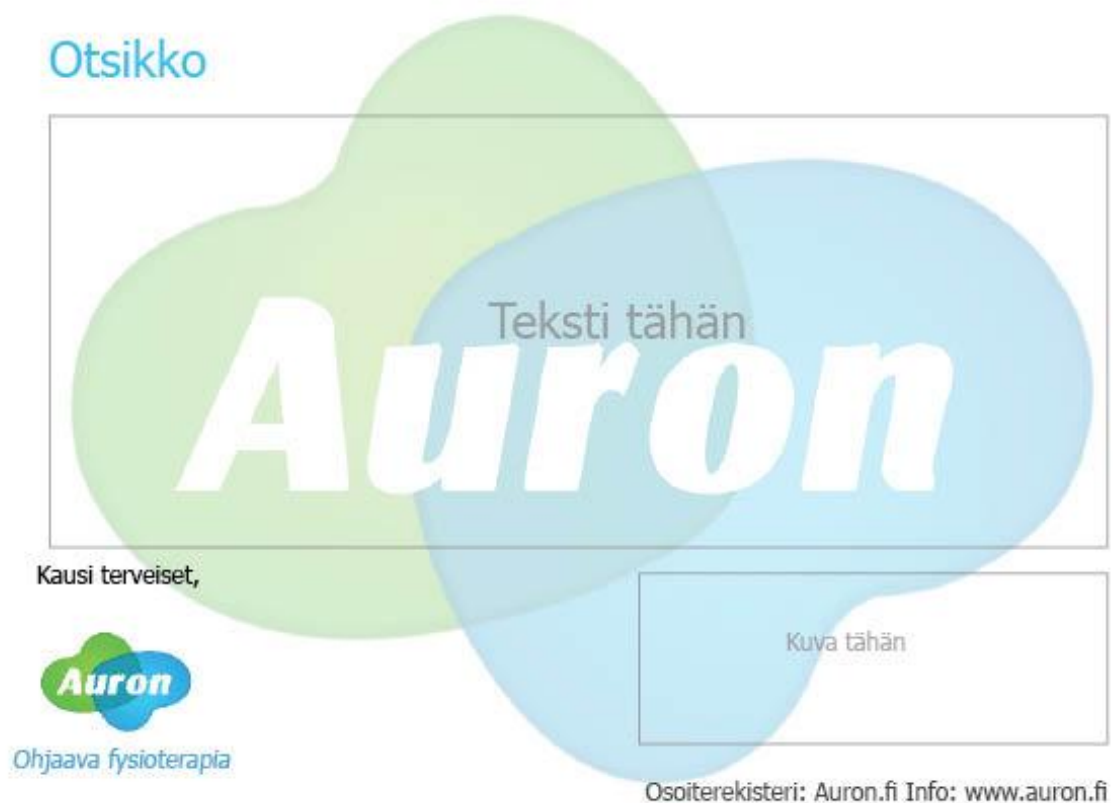 Otsikko
Teksti tähän
Auron
Kausi terveiset,
Kuva tähän
Auron
Ohjaava fysioterapia
Osoiterekisteri: Auron.fi Info: www.auron.fi